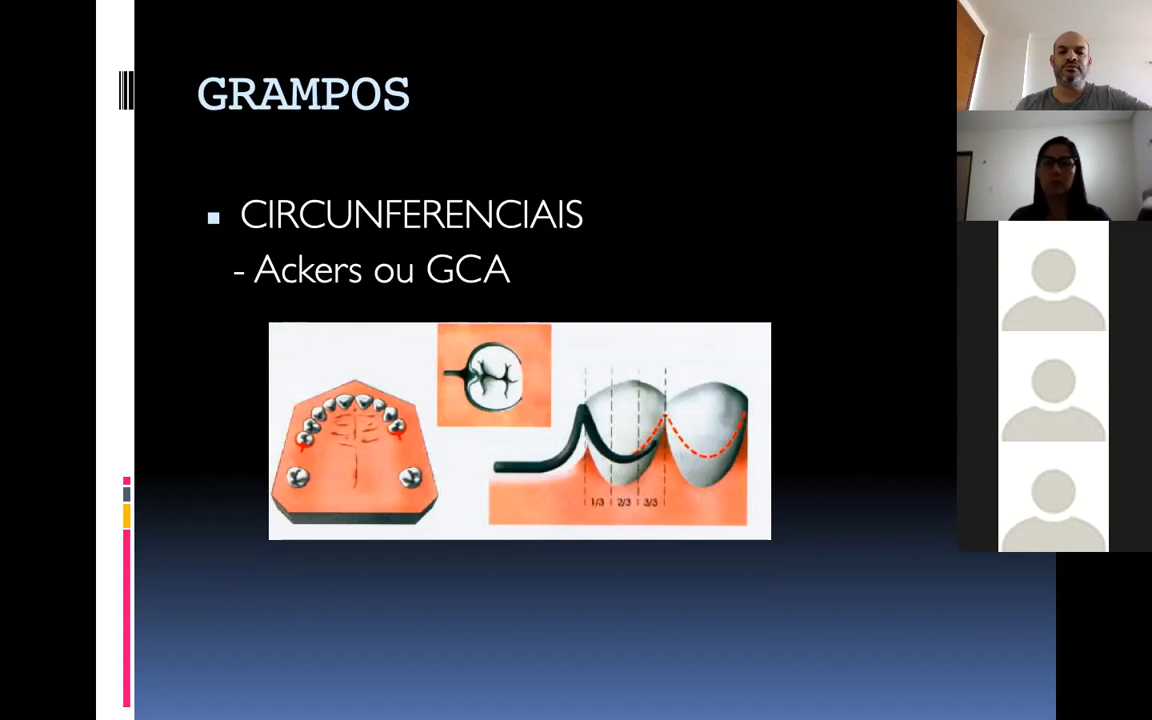 GRAMPOS
CIRCUNFERENCIAIS
- Ackers ou GCA
1/3 2/3 3/3